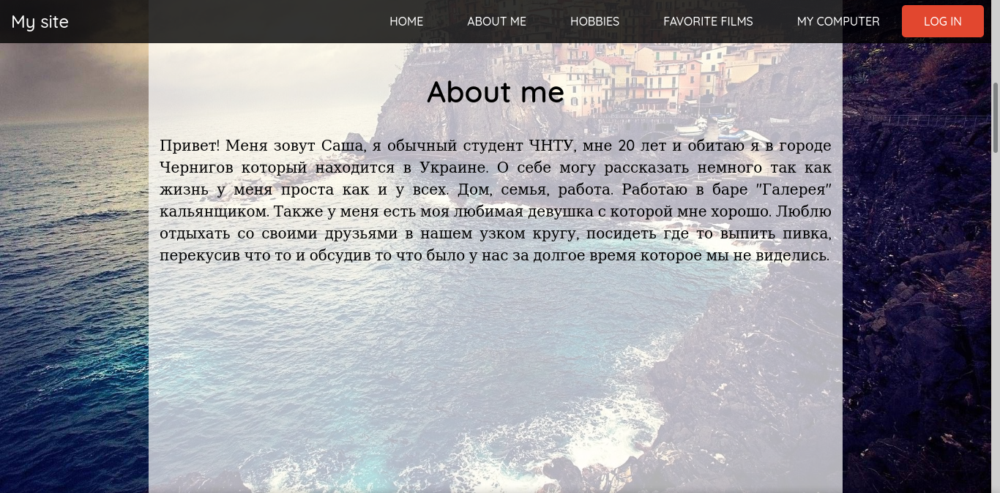 My site
HOME
ABOUT ME
HOBBIES
FAVORITE FILMS
MY COMPUTER
LOG IN
About me
Привет! Меня зовут Саша, я обычный студент ЧНТУ, мне 20 лет и обитаю я в городе
Чернигов который находится в Украине. О себе могу рассказать немного так как
жизнь у меня проста как и у всех. Дом, семья, работа. Работаю в баре "Галерея"
кальянщиком. Также у меня есть моя любимая девушка с которой мне хорошо. Люблю
отдыхать со своими друзьями в нашем узком кругу, посидеть где то выпить пивка,
перекусив что то и обсудив то что было у нас за долгое время которое мы не виделись.